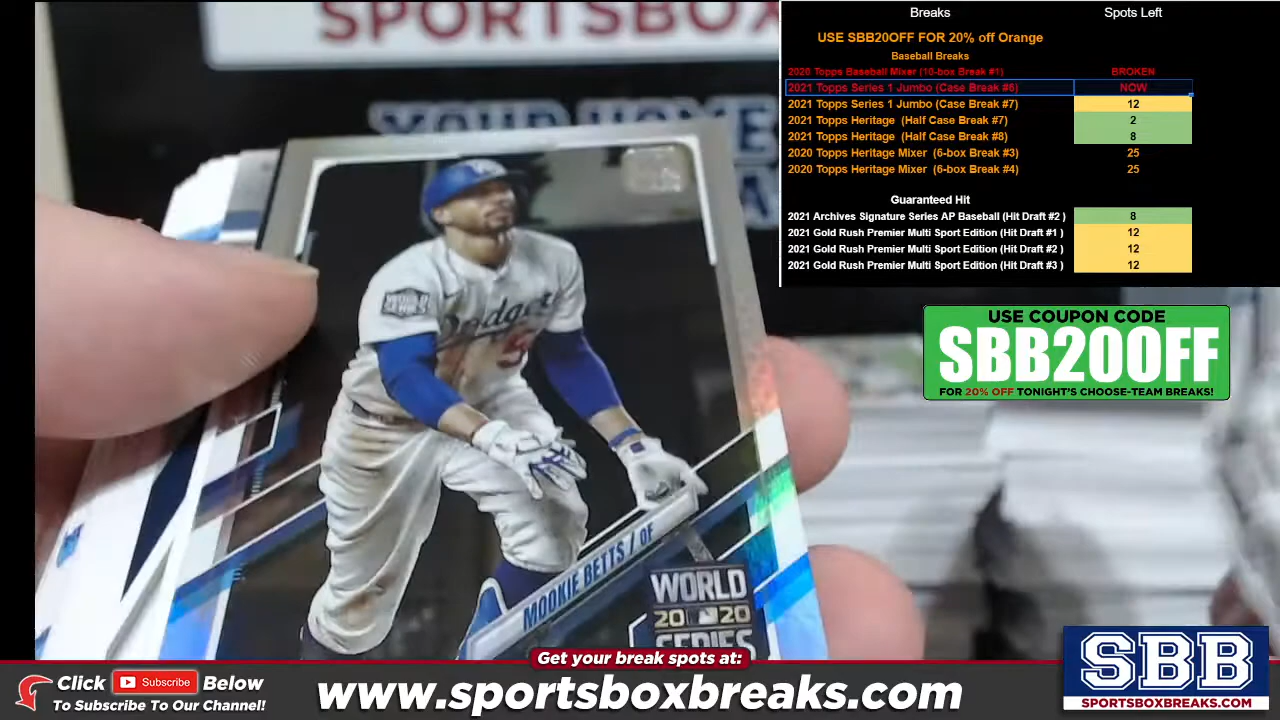 SPORTSBOX
YOUR HOME
Breaks Spots Left
USE SBB20OFF FOR 20% off Orange
Baseball Breaks
2020 Topps Baseball Mixer (10-box Break #1) BROKEN
2021 Topps Series 1 Jumbo (Case Break #6) NOW
2021 Topps Series 1 Jumbo (Case Break #7) 12
2021 Topps Heritage (Half Case Break #7) 2
2021 Topps Heritage (Half Case Break #8) 8
2020 Topps Heritage Mixer (6-box Break #3) 25
2020 Topps Heritage Mixer (6-box Break #4) 25
Guaranteed Hit
2021 Archives Signature Series AP Baseball (Hit Draft #2 ) 8
2021 Gold Rush Premier Multi Sport Edition (Hit Draft #1 ) 12
2021 Gold Rush Premier Multi Sport Edition (Hit Draft #2 ) 12
2021 Gold Rush Premier Multi Sport Edition (Hit Draft #3 ) 12
USE COUPON CODE
SBB20OFF
FOR 20% OFF TONIGHT'S CHOOSE-TEAM BREAKS!
WORLD
SERIES
Dodgers
5
MOOKIE BETTS / OF
WORLD
2020
SERIES
Get your break spots at:
Click Subscribe Below
To Subscribe To Our Channel!
www.sportsboxbreaks.com
SBB
SPORTSBOXBREAKS.COM